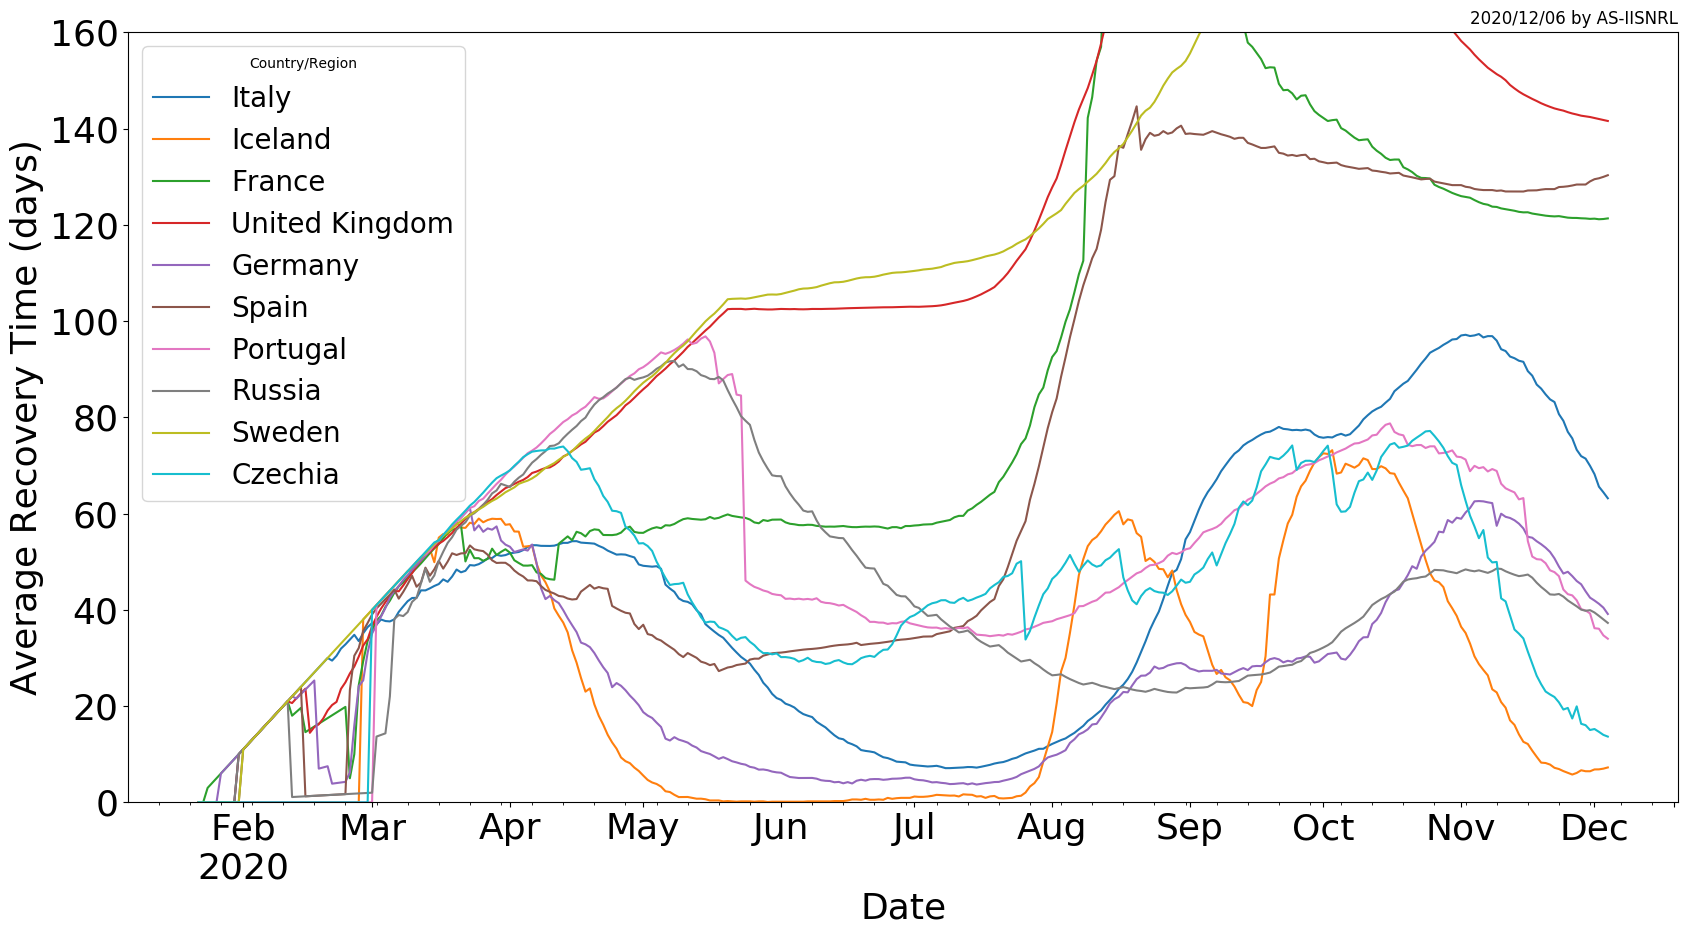 2020/12/06 by AS-IISNRL
160
140
120
100
80
60
40
20
0
Average Recovery Time (days)
Country/Region
Italy
Iceland
France
United Kingdom
Germany
Spain
Portugal
Russia
Sweden
Czechia
Feb Mar Apr May Jun Jul Aug Sep Oct Nov Dec
2020
Date